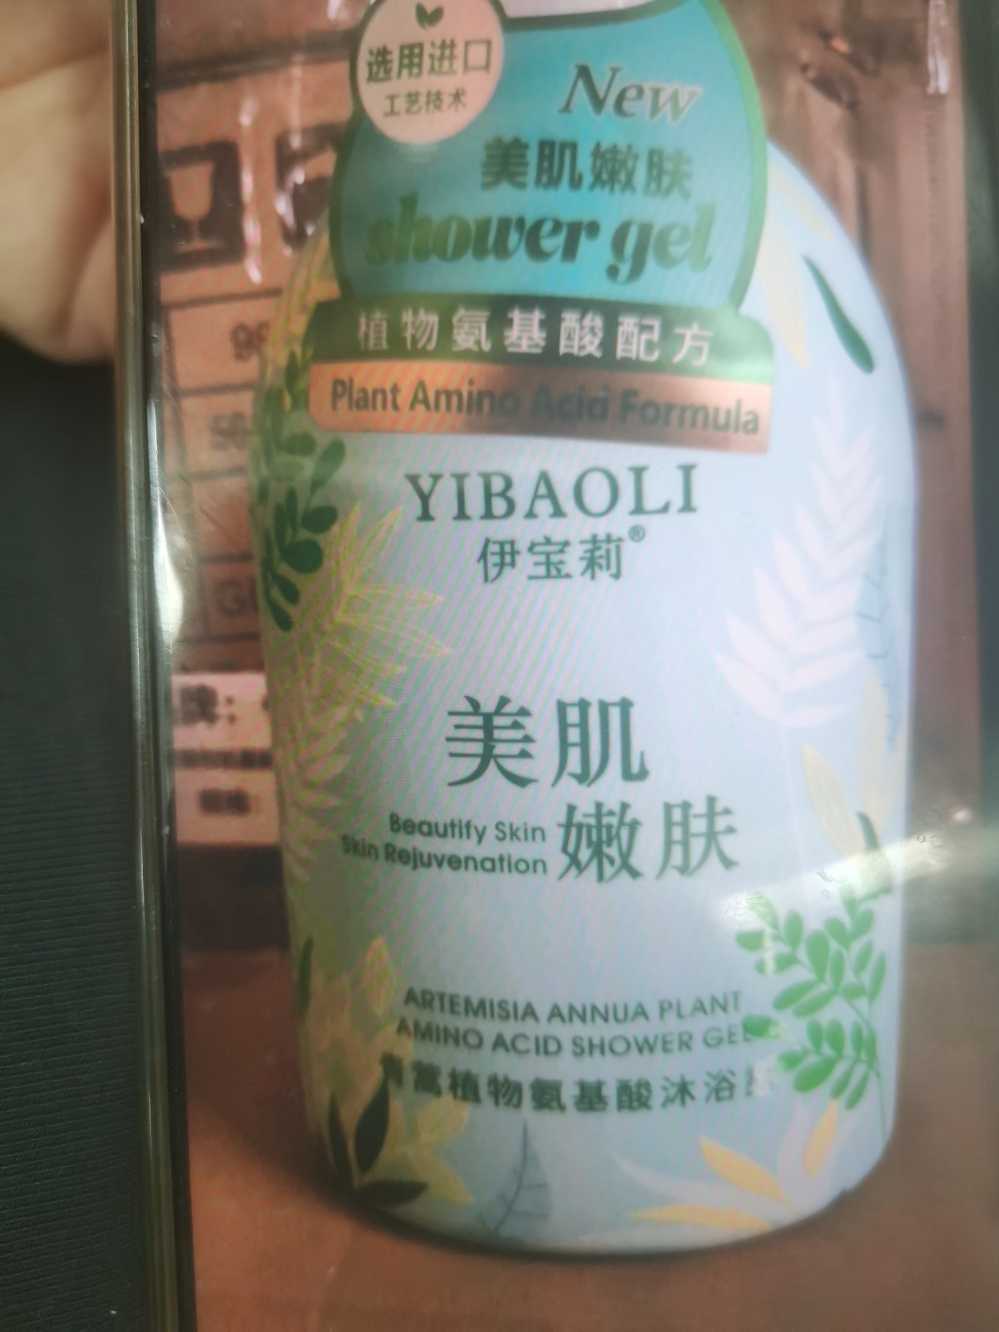 选用进口
工艺技术
New
美肌嫩肤
shower gel
植物氨基酸配方
Plant Amino Acid Formula
YIBAOLI
伊宝莉®
美肌
Beautify Skin
Skin Rejuvenation
嫩肤
ARTEMISIA ANNUA PLANT
AMINO ACID SHOWER GEL
蒿植物氨基酸沐浴
牌：